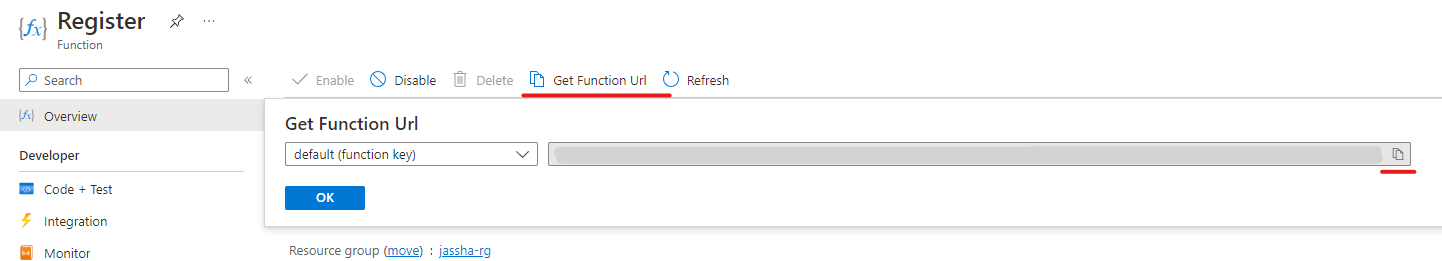 Register
Function
Search
Enable
Disable
Delete
Get Function Url
Refresh
Overview
Get Function Url
default (function key)
OK
Developer
Code + Test
Integration
Monitor
Resource group (move) : jassha-rg